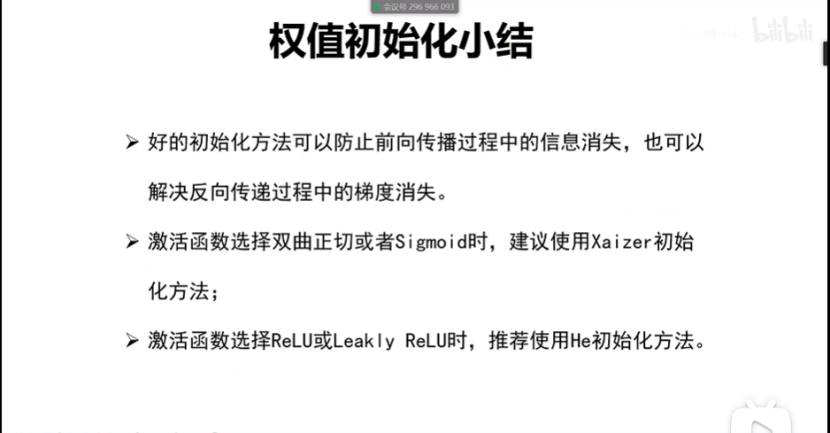 会议号 296 966 093
权值初始化小结
bilibili
➢ 好的初始化方法可以防止前向传播过程中的信息消失，也可以
解决反向传递过程中的梯度消失。
➢ 激活函数选择双曲正切或者Sigmoid时，建议使用Xaizer初始
化方法；
➢ 激活函数选择ReLU或Leakly ReLU时，推荐使用He初始化方法。